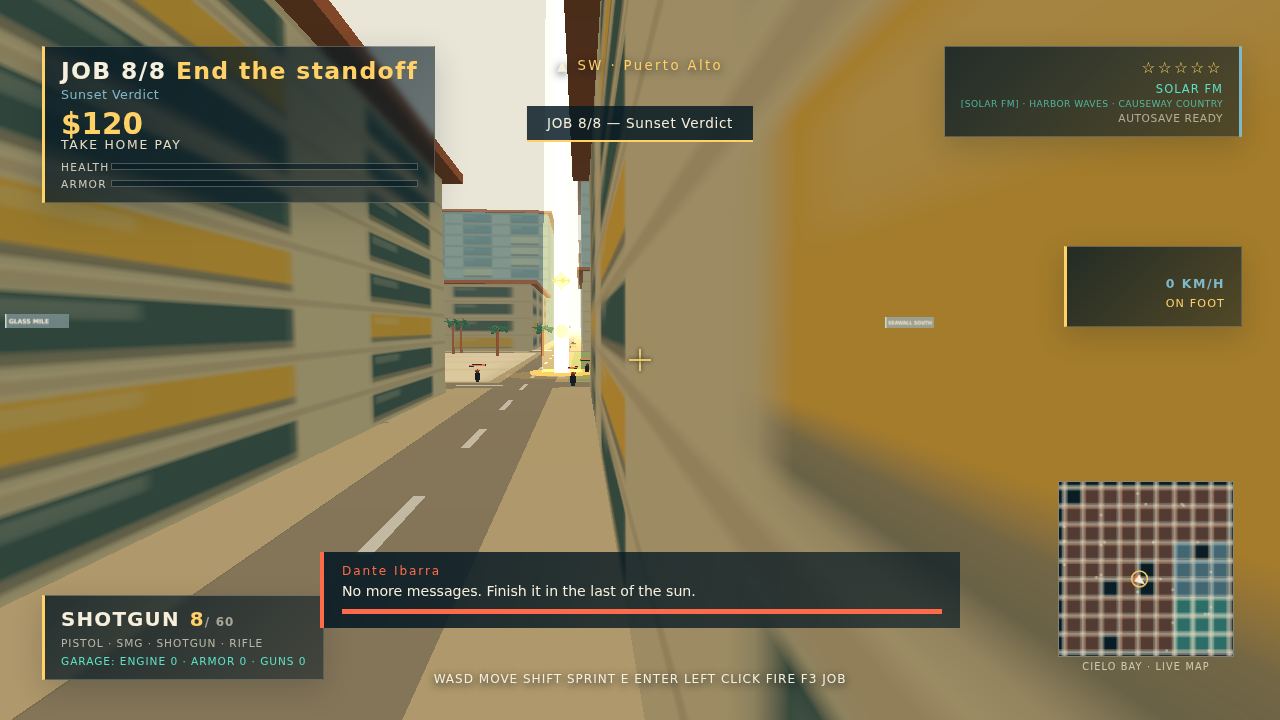 JOB 8/8 End the standoff
Sunset Verdict
$120
TAKE HOME PAY
HEALTH
ARMOR
SW · Puerto Alto
JOB 8/8 — Sunset Verdict
☆☆☆☆☆
SOLAR FM
[SOLAR FM] · HARBOR WAVES · CAUSEWAY COUNTRY
AUTOSAVE READY
0 KM/H
ON FOOT
GLASS MILE
SEAWALL SOUTH
Dante Ibarra
No more messages. Finish it in the last of the sun.
SHOTGUN 8/ 60
PISTOL · SMG · SHOTGUN · RIFLE
GARAGE: ENGINE 0 · ARMOR 0 · GUNS 0
CIELO BAY · LIVE MAP
WASD MOVE SHIFT SPRINT E ENTER LEFT CLICK FIRE F3 JOB